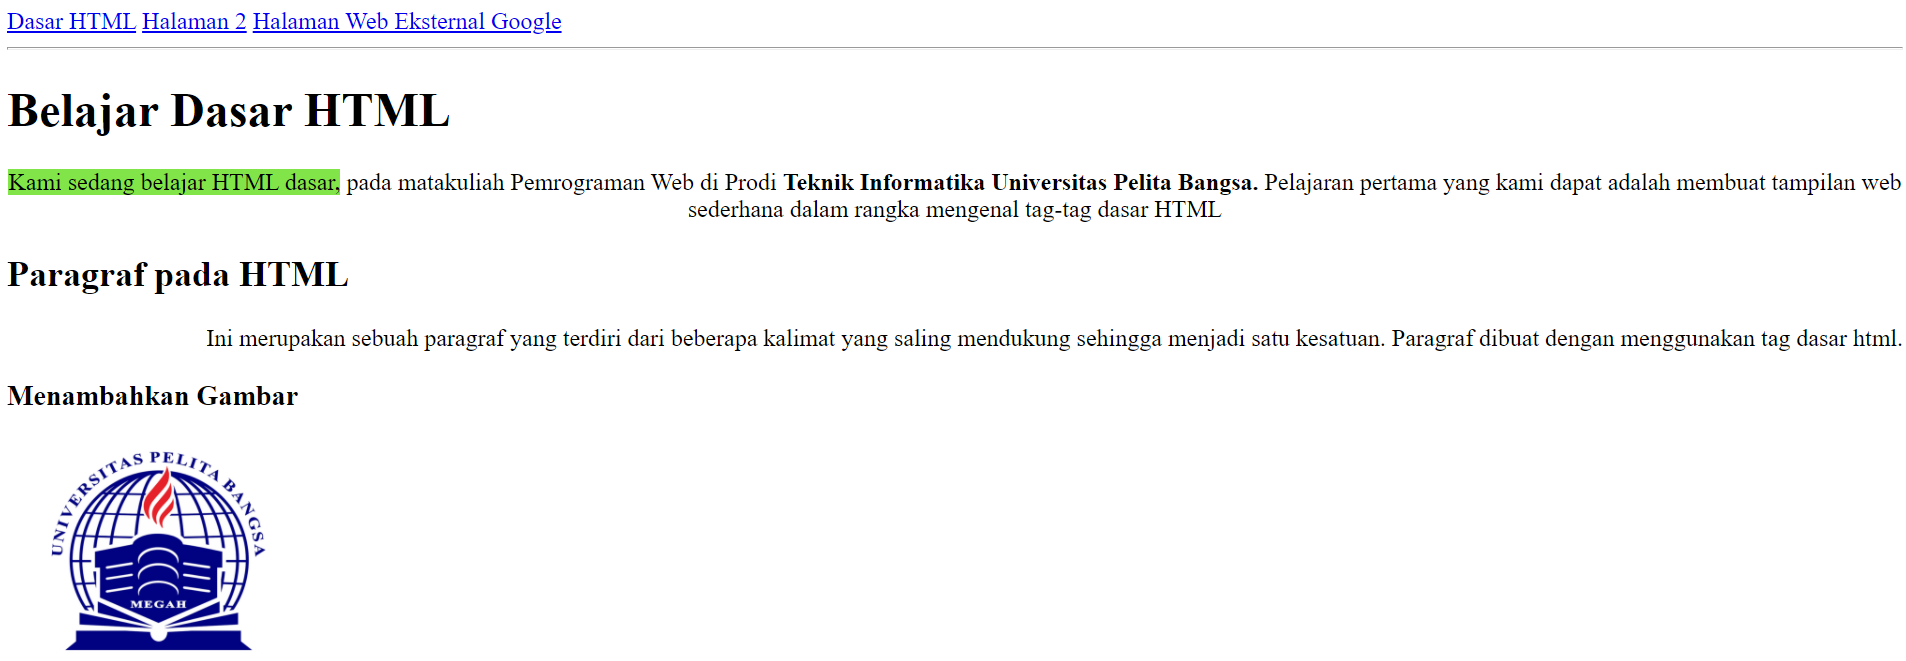 Dasar HTML Halaman 2 Halaman Web Eksternal Google
Belajar Dasar HTML
Kami sedang belajar HTML dasar, pada matakuliah Pemrograman Web di Prodi Teknik Informatika Universitas Pelita Bangsa. Pelajaran pertama yang kami dapat adalah membuat tampilan web
sederhana dalam rangka mengenal tag-tag dasar HTML
Paragraf pada HTML
Ini merupakan sebuah paragraf yang terdiri dari beberapa kalimat yang saling mendukung sehingga menjadi satu kesatuan. Paragraf dibuat dengan menggunakan tag dasar html.
Menambahkan Gambar
UNIVERSITAS PELITA BANGSA
MEGAH